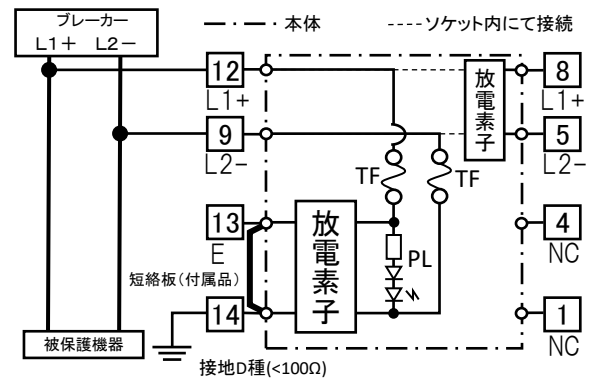 ブレーカー
L1+ L2-
本体
ソケット内にて接続
12
L1+
9
L2-
13
E
短絡板(付属品)
14
被保護機器
接地D種(<100Ω)
放電素子
TF
TF
PL
放電素子
8
L1+
5
L2-
4
NC
1
NC